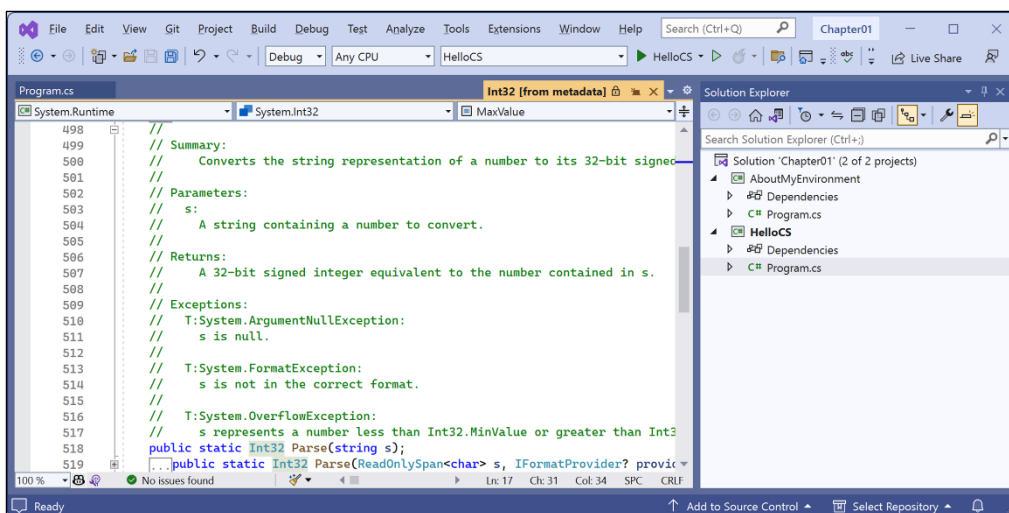 File Edit View Git Project Build Debug Test Analyze Tools Extensions Window Help Search (Ctrl+Q) Chapter01
Debug Any CPU HelloCS HelloCS Live Share
Program.cs Int32 [from metadata]
System.Runtime System.Int32 MaxValue
498 //
499 // Summary:
500 // Converts the string representation of a number to its 32-bit signed
501 //
502 // Parameters:
503 // s:
504 // A string containing a number to convert.
505 //
506 // Returns:
507 // A 32-bit signed integer equivalent to the number contained in s.
508 //
509 // Exceptions:
510 // T:System.ArgumentNullException:
511 // s is null.
512 //
513 // T:System.FormatException:
514 // s is not in the correct format.
515 //
516 // T:System.OverflowException:
517 // s represents a number less than Int32.MinValue or greater than Int3
518 public static Int32 Parse(string s);
519 ...public static Int32 Parse(ReadOnlySpan<char> s, IFormatProvider? provid
100 % No issues found Ln: 17 Ch: 31 Col: 34 SPC CRLF
Solution Explorer
Search Solution Explorer (Ctrl+;)
Solution 'Chapter01' (2 of 2 projects)
C# AboutMyEnvironment
Dependencies
C# Program.cs
C# HelloCS
Dependencies
C# Program.cs
Ready Add to Source Control Select Repository